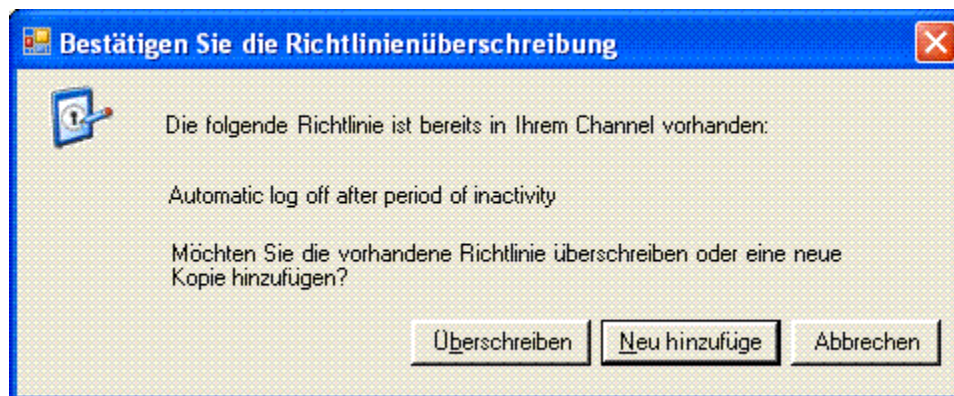 Bestätigen Sie die Richtlinienüberschreibung
Die folgende Richtlinie ist bereits in Ihrem Channel vorhanden:
Automatic log off after period of inactivity
Möchten Sie die vorhandene Richtlinie überschreiben oder eine neue
Kopie hinzufügen?
Überschreiben Neu hinzufüge Abbrechen